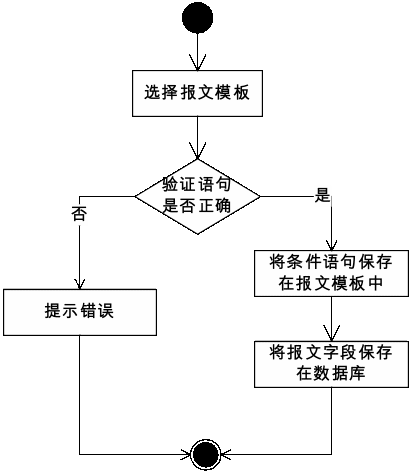 选择报文模板
验证语句
是否正确
否
是
将条件语句保存
在报文模板中
提示错误
将报文字段保存
在数据库